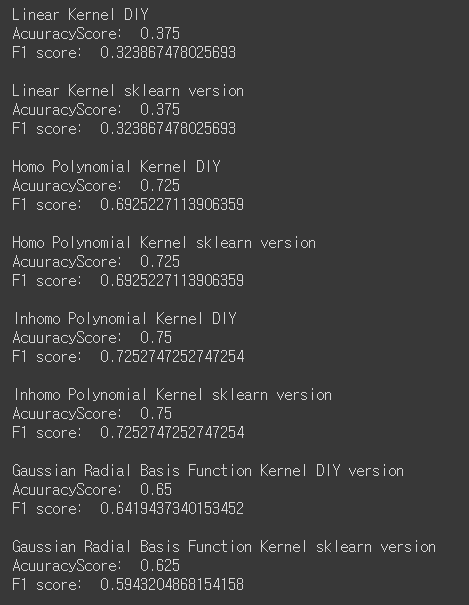 Linear Kernel DIY
AcuuracyScore:  0.375
F1 score:  0.323867478025693
Linear Kernel sklearn version
AcuuracyScore:  0.375
F1 score:  0.323867478025693
Homo Polynomial Kernel DIY
AcuuracyScore:  0.725
F1 score:  0.6925227113906359
Homo Polynomial Kernel sklearn version
AcuuracyScore:  0.725
F1 score:  0.6925227113906359
Inhomo Polynomial Kernel DIY
AcuuracyScore:  0.75
F1 score:  0.7252747252747254
Inhomo Polynomial Kernel sklearn version
AcuuracyScore:  0.75
F1 score:  0.7252747252747254
Gaussian Radial Basis Function Kernel DIY version
AcuuracyScore:  0.65
F1 score:  0.6419437340153452
Gaussian Radial Basis Function Kernel sklearn version
AcuuracyScore:  0.625
F1 score:  0.5943204868154158